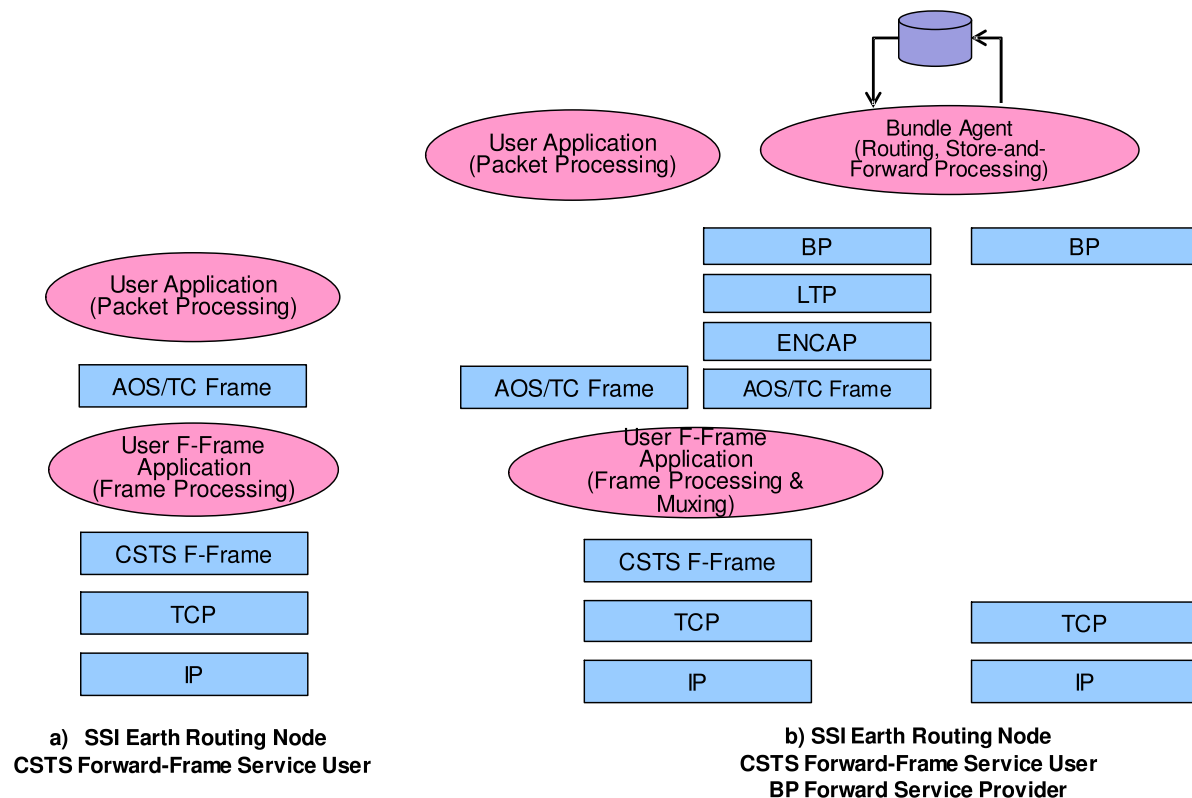 User Application
(Packet Processing)
Bundle Agent
(Routing, Store-and-
Forward Processing)
BP
BP
LTP
ENCAP
AOS/TC Frame
AOS/TC Frame
User F-Frame
Application
(Frame Processing &
Muxing)
CSTS F-Frame
TCP
TCP
IP
IP
User Application
(Packet Processing)
AOS/TC Frame
User F-Frame
Application
(Frame Processing)
CSTS F-Frame
TCP
IP
a) SSI Earth Routing Node
CSTS Forward-Frame Service User
b) SSI Earth Routing Node
CSTS Forward-Frame Service User
BP Forward Service Provider